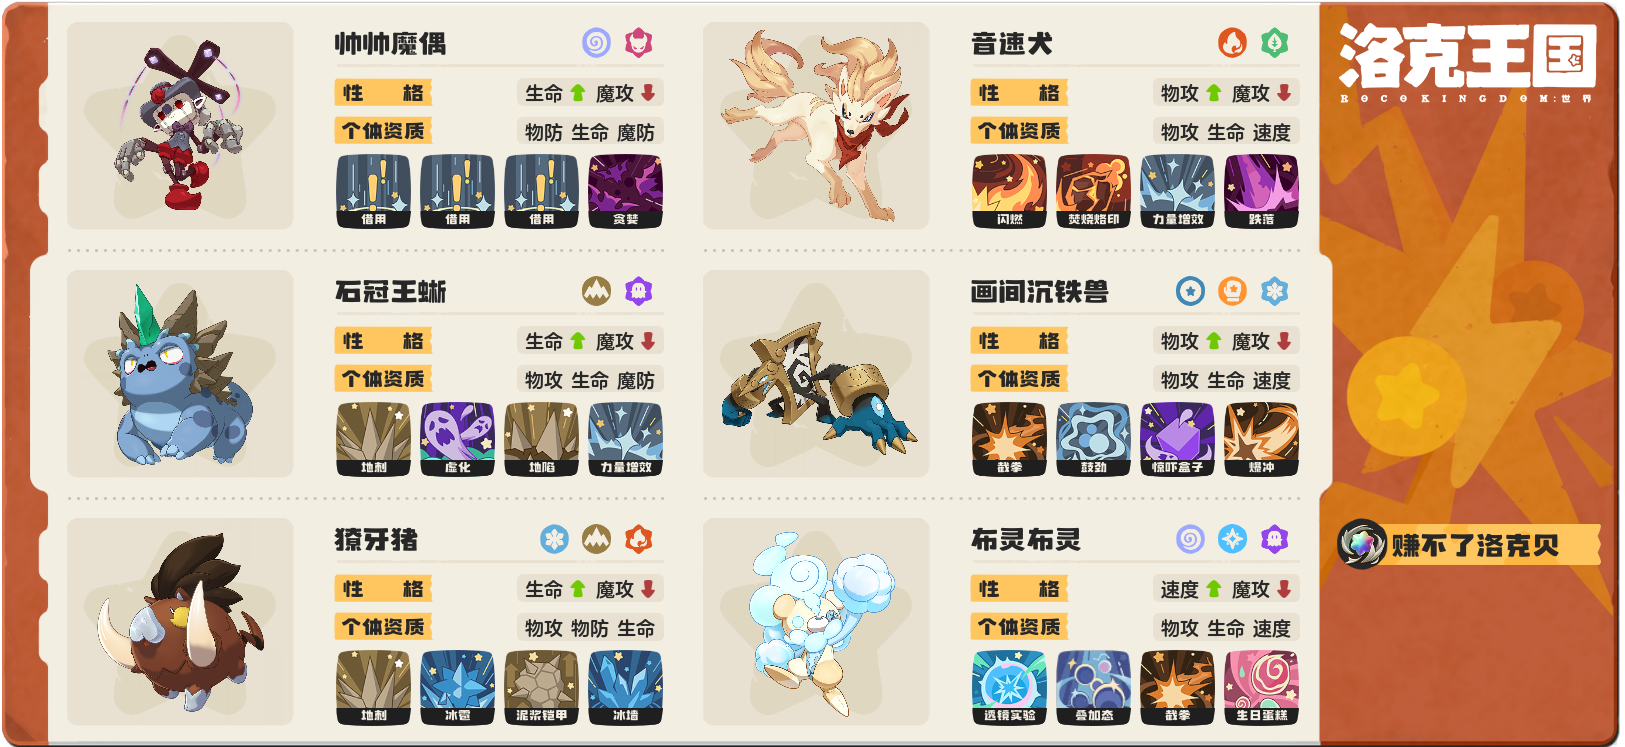 帅帅魔偶
性格
生命 魔攻
个体资质
物防 生命 魔防
借用
借用
借用
贪婪
音速犬
性格
物攻 魔攻
个体资质
物攻 生命 速度
闪燃
焚烧烙印
力量增效
跌落
石冠王蜥
性格
生命 魔攻
个体资质
物攻 生命 魔防
地刺
虚化
地陷
力量增效
画间沉铁兽
性格
物攻 魔攻
个体资质
物攻 生命 速度
截拳
鼓劲
惊吓盒子
爆冲
獠牙猪
性格
生命 魔攻
个体资质
物攻 物防 生命
地刺
冰雹
泥浆铠甲
冰墙
布灵布灵
性格
速度 魔攻
个体资质
物攻 生命 速度
透镜实验
叠加态
截拳
生日蛋糕
洛克王国
ROCOKINGDOM:世界
赚不了洛克贝